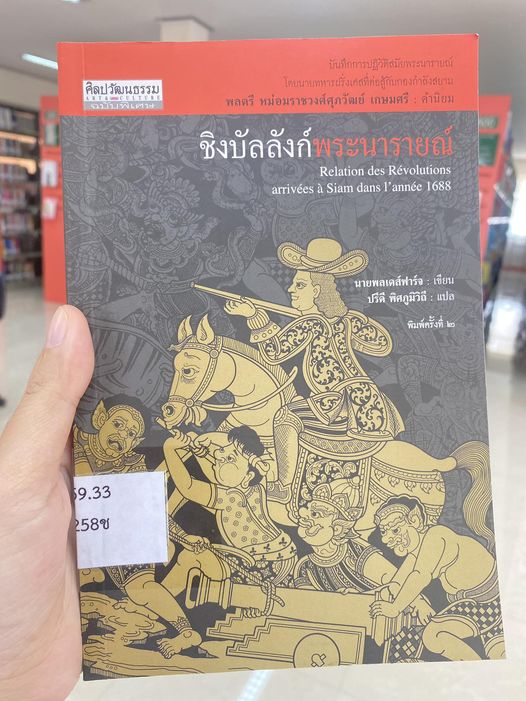 ศิลปวัฒนธรรม
ART & CULTURE
ฉบับพิเศษ
บันทึกการปฏิวัติสมัยพระนารายณ์
โดยนายทหารฝรั่งเศสที่ต่อสู้กับกองกำลังสยาม
พลตรี หม่อมราชวงศ์ศุภวัฒย์ เกษมศรี : คำนิยม
ชิงบัลลังก์พระนารายณ์
Relation des Révolutions
arrivées à Siam dans l'année 1688
นายพลเดส์ฟาร์จ : เขียน
ปรีดี พิศภูมิวิถี : แปล
พิมพ์ครั้งที่ ๒
59.33
258ช